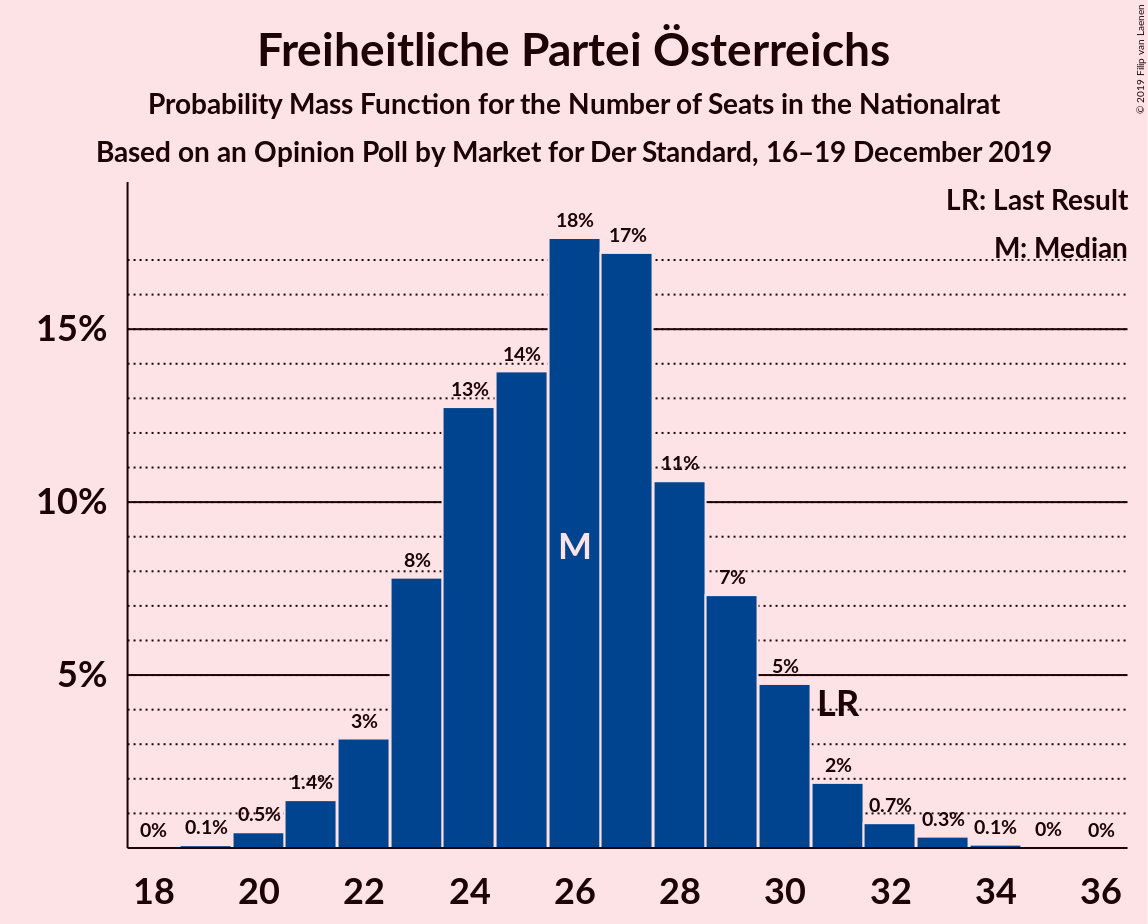 © 2019 Filip van Laenen
Freiheitliche Partei Österreichs
Probability Mass Function for the Number of Seats in the Nationalrat
Based on an Opinion Poll by Market for Der Standard, 16–19 December 2019
LR: Last Result
M: Median
15%
10%
5%
0%
0.1%
0.5%
1.4%
3%
8%
13%
14%
18%
17%
11%
7%
5%
2%
0.7%
0.3%
0.1%
0%
0%
M
LR
18 20 22 24 26 28 30 32 34 36